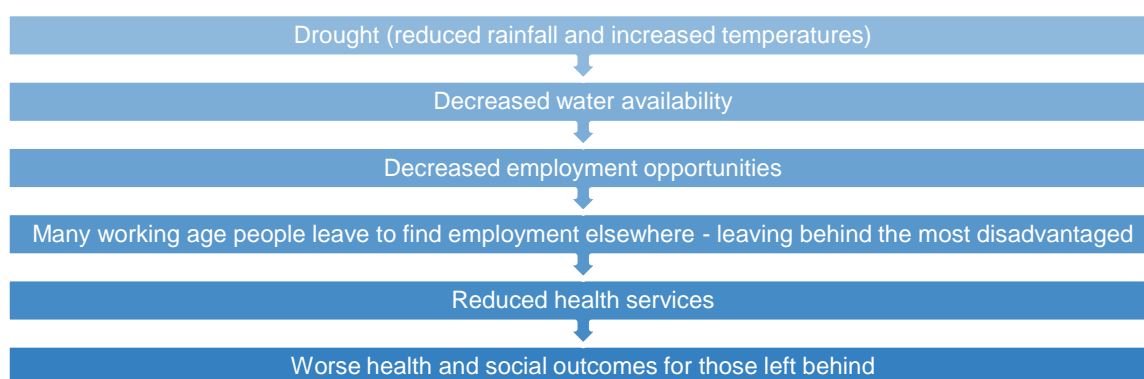 Drought (reduced rainfall and increased temperatures)
Decreased water availability
Decreased employment opportunities
Many working age people leave to find employment elsewhere - leaving behind the most disadvantaged
Reduced health services
Worse health and social outcomes for those left behind